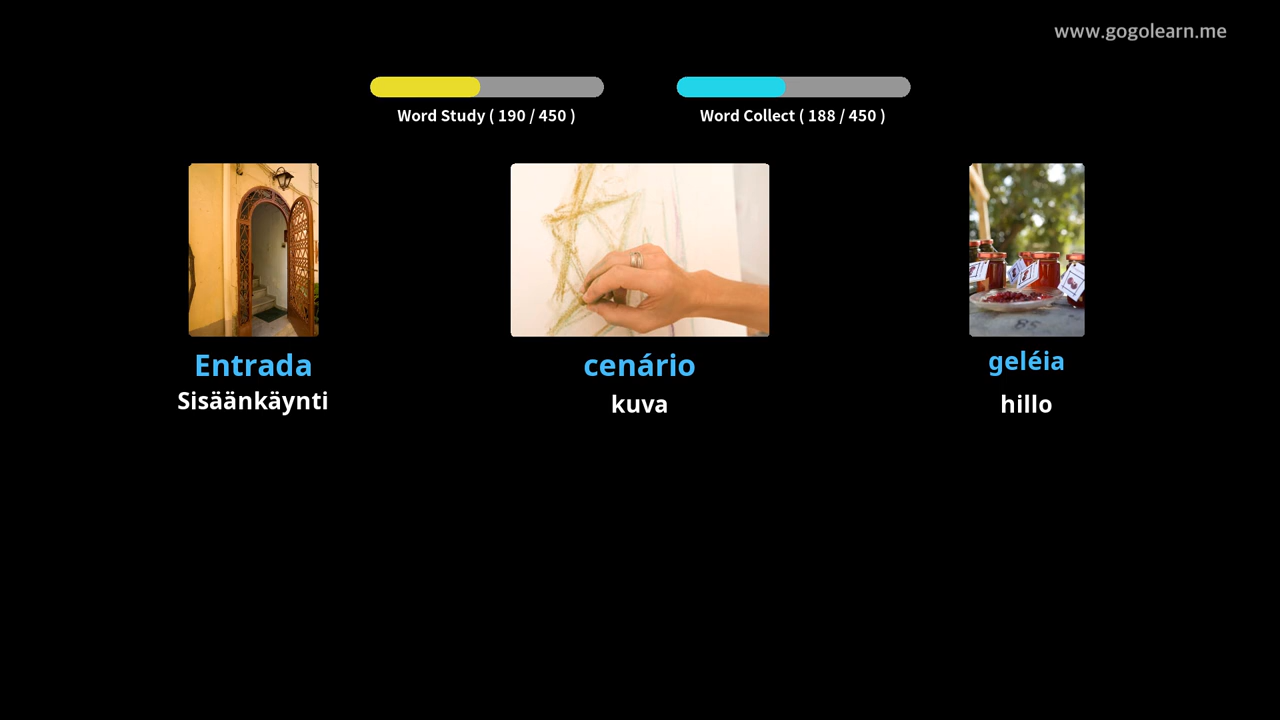 www.gogolearn.me
Word Study ( 190 / 450 )
Word Collect ( 188 / 450 )
Entrada
Sisäänkäynti
cenário
kuva
geléia
hillo